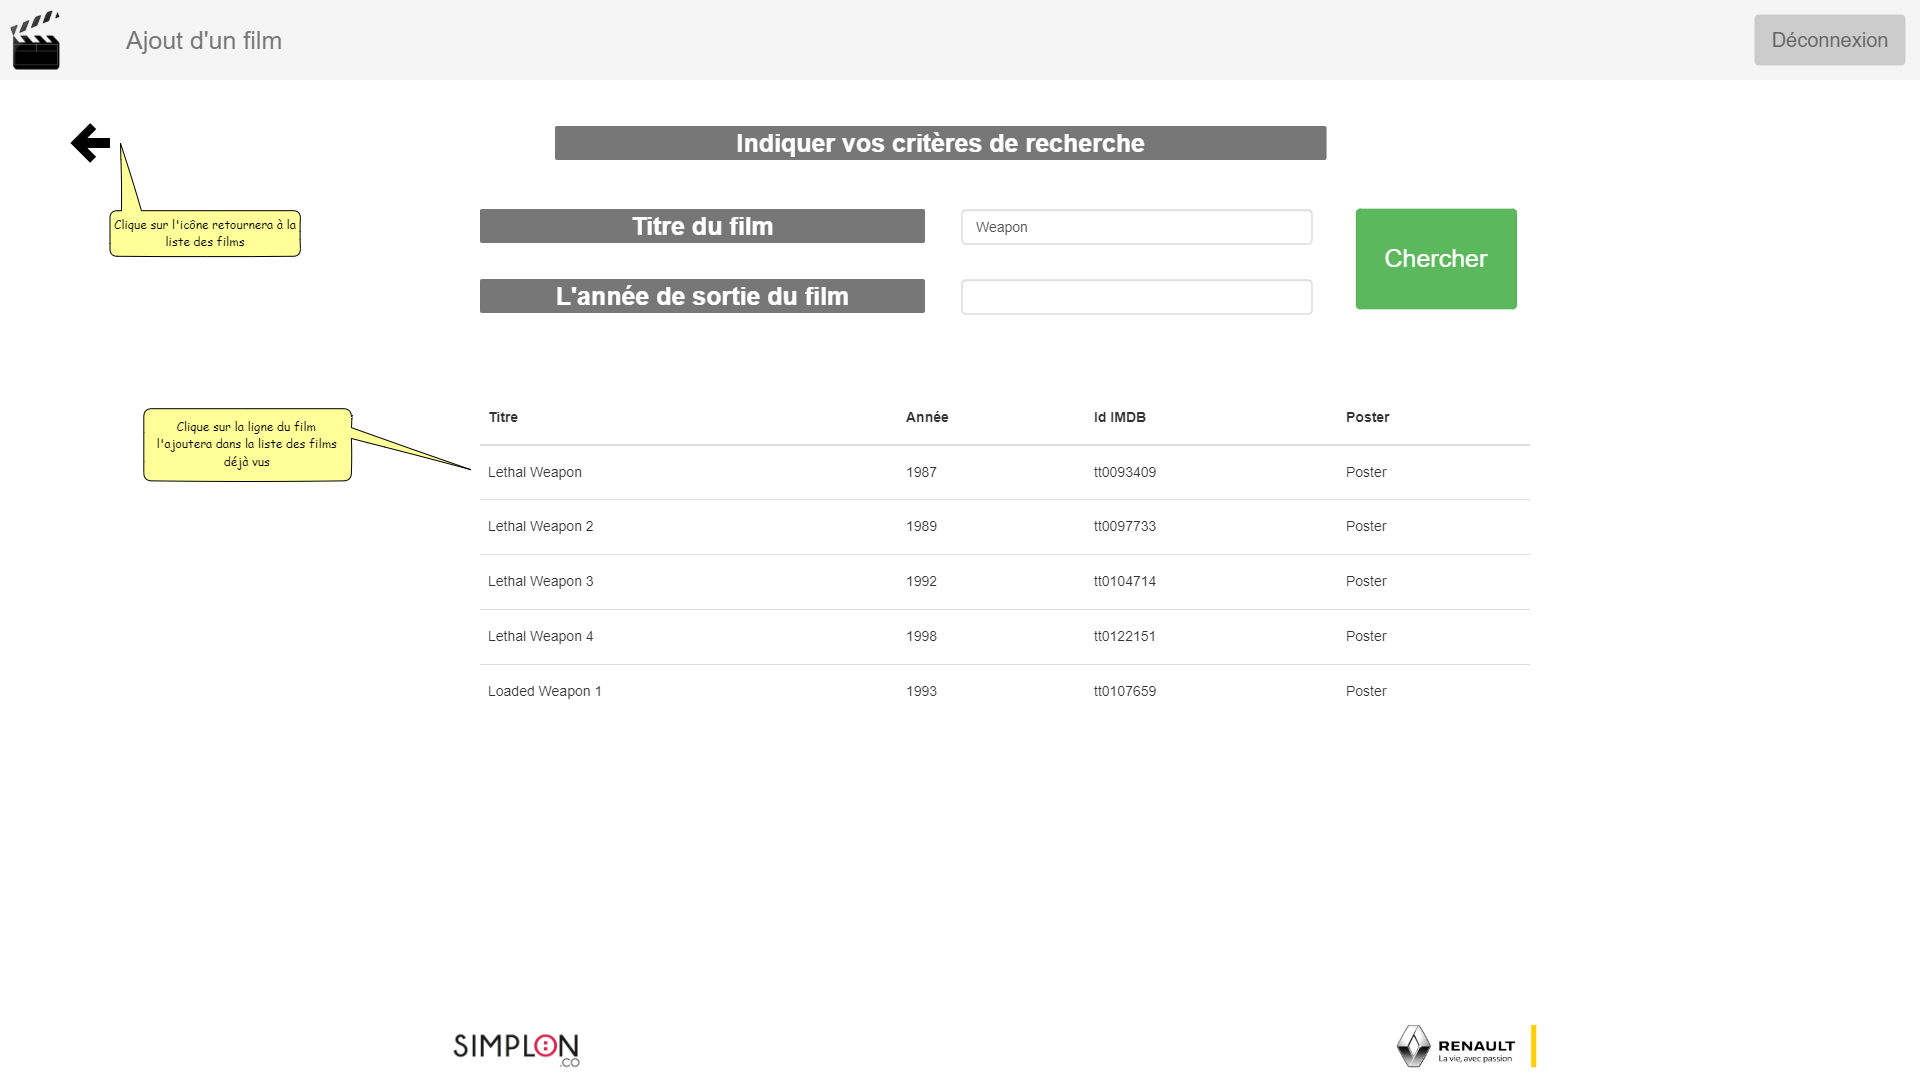 Ajout d'un film
Déconnexion
Indiquer vos critères de recherche
Clique sur l'icône retournera à la
liste des films
Titre du film
Weapon
Chercher
L'année de sortie du film
Clique sur la ligne du film
l'ajoutera dans la liste des films
déjà vus
Titre Année Id IMDB Poster
Lethal Weapon 1987 tt0093409 Poster
Lethal Weapon 2 1989 tt0097733 Poster
Lethal Weapon 3 1992 tt0104714 Poster
Lethal Weapon 4 1998 tt0122151 Poster
Loaded Weapon 1 1993 tt0107659 Poster
SIMPLON
.CO
RENAULT
La vie, avec passion